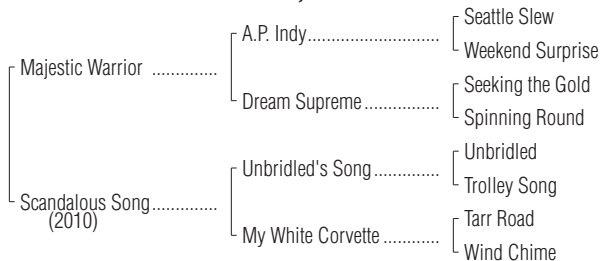 Seattle Slew
A.P. Indy..........................
Weekend Surprise
Majestic Warrior .............
Seeking the Gold
Dream Supreme ...............
Spinning Round
Unbridled
Unbridled's Song .............
Trolley Song
Scandalous Song.............
(2010)
Tarr Road
My White Corvette ...........
Wind Chime